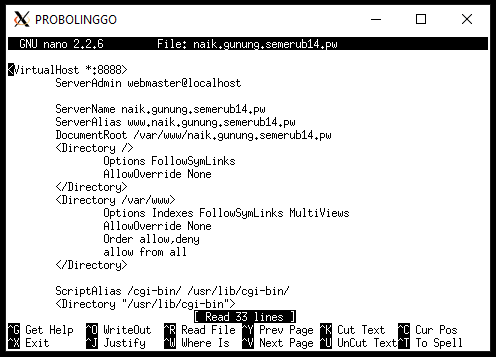 PROBOLINGGO
GNU nano 2.2.6 File: naik.gunung.semerub14.pw
<VirtualHost *:8888>
ServerAdmin webmaster@localhost
ServerName naik.gunung.semerub14.pw
ServerAlias www.naik.gunung.semerub14.pw
DocumentRoot /var/www/naik.gunung.semerub14.pw
<Directory />
Options FollowSymLinks
AllowOverride None
</Directory>
<Directory /var/www>
Options Indexes FollowSymLinks MultiViews
AllowOverride None
Order allow,deny
allow from all
</Directory>
ScriptAlias /cgi-bin/ /usr/lib/cgi-bin/
<Directory "/usr/lib/cgi-bin">
[ Read 33 lines ]
^G Get Help ^O WriteOut ^R Read File ^Y Prev Page ^K Cut Text ^C Cur Pos
^X Exit ^J Justify ^W Where Is ^V Next Page ^U UnCut Text ^T To Spell